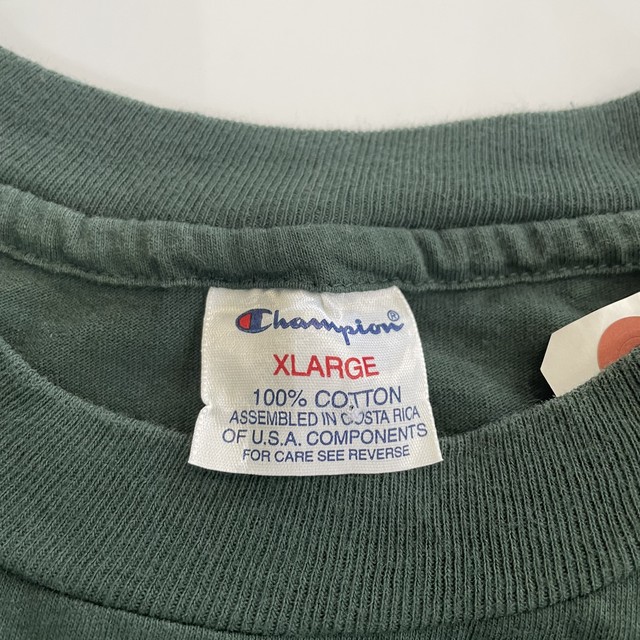 Champion®
XLARGE
100% COTTON
ASSEMBLED IN COSTA RICA
OF U.S.A. COMPONENTS
FOR CARE SEE REVERSE